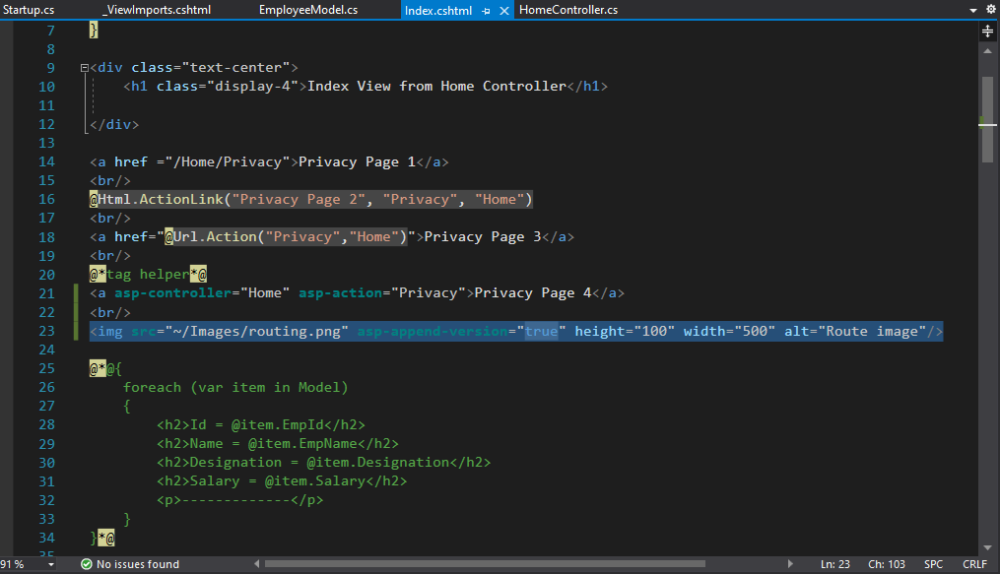 Startup.cs _ViewImports.cshtml EmployeeModel.cs Index.cshtml HomeController.cs
7 }
8
9 <div class="text-center">
10 <h1 class="display-4">Index View from Home Controller</h1>
11
12 </div>
13
14 <a href ="/Home/Privacy">Privacy Page 1</a>
15 <br/>
16 @Html.ActionLink("Privacy Page 2", "Privacy", "Home")
17 <br/>
18 <a href="@Url.Action("Privacy","Home")">Privacy Page 3</a>
19 <br/>
20 @*tag helper*@
21 <a asp-controller="Home" asp-action="Privacy">Privacy Page 4</a>
22 <br/>
23 <img src="~/Images/routing.png" asp-append-version="true" height="100" width="500" alt="Route image"/>
24
25 @*@{
26 foreach (var item in Model)
27 {
28 <h2>Id = @item.EmpId</h2>
29 <h2>Name = @item.EmpName</h2>
30 <h2>Designation = @item.Designation</h2>
31 <h2>Salary = @item.Salary</h2>
32 <p>-------------</p>
33 }
34 }*@
35
91 % No issues found Ln: 23 Ch: 103 SPC CRLF